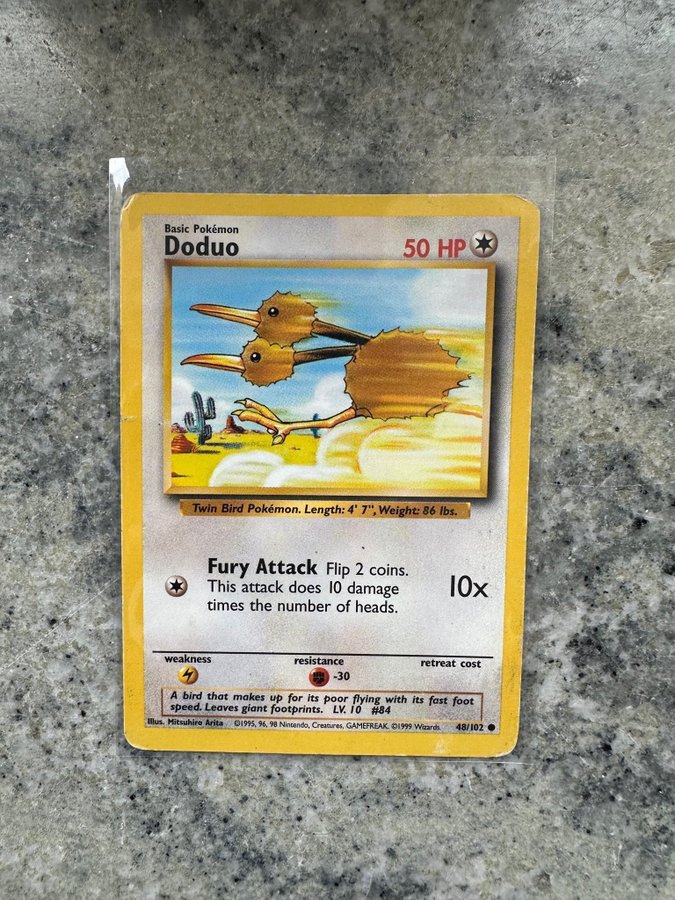 Basic Pokémon
Doduo
50 HP
Twin Bird Pokémon. Length: 4' 7", Weight: 86 lbs.
Fury Attack Flip 2 coins.
This attack does 10 damage
times the number of heads.
10x
weakness resistance retreat cost
-30
A bird that makes up for its poor flying with its fast foot
speed. Leaves giant footprints. LV. 10 #84
Illus. Mitsuhiro Arita ©1995, 96, 98 Nintendo, Creatures, GAMEFREAK. ©1999 Wizards. 48/102